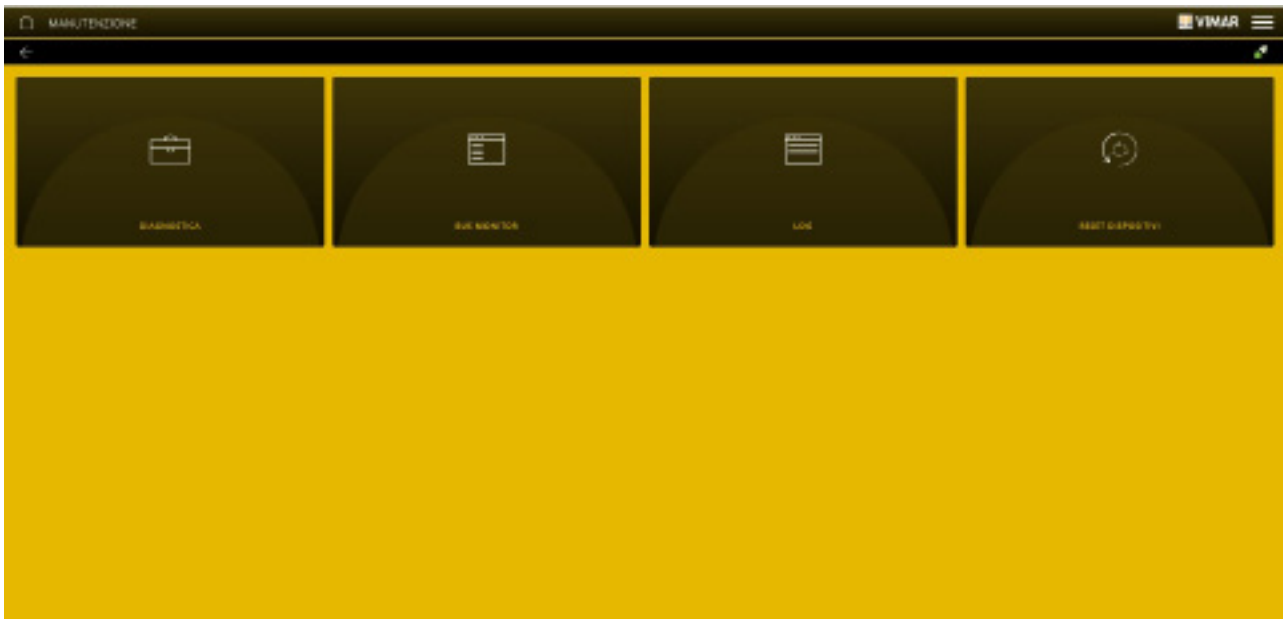 MANUTENZIONE
VIMAR
DIAGNOSTICA
BUS MONITOR
LOG
RESET DISPOSITIVI